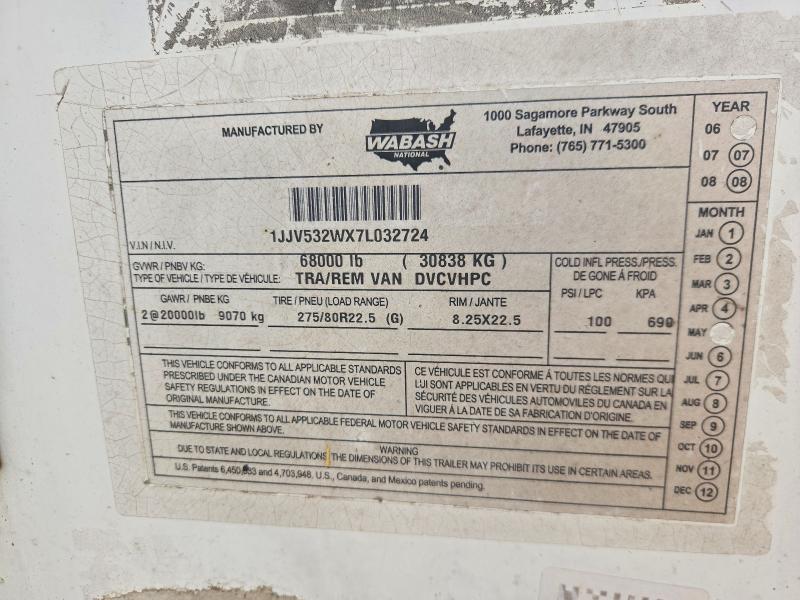 MANUFACTURED BY
WABASH
NATIONAL
1000 Sagamore Parkway South
Lafayette, IN 47905
Phone: (765) 771-5300
1JJV532WX7L032724
V.I.N / N.I.V.
GVWR / PNBV KG: 68000 lb ( 30838 KG )
TYPE OF VEHICLE / TYPE DE VÉHICULE: TRA/REM VAN DVCVHPC
COLD INFL PRESS./PRESS.
DE GONE Á FROID
GAWR / PNBE KG TIRE / PNEU (LOAD RANGE) RIM / JANTE PSI / LPC KPA
2@20000lb 9070 kg 275/80R22.5 (G) 8.25X22.5 100 690
THIS VEHICLE CONFORMS TO ALL APPLICABLE STANDARDS
PRESCRIBED UNDER THE CANADIAN MOTOR VEHICLE
SAFETY REGULATIONS IN EFFECT ON THE DATE OF
ORIGINAL MANUFACTURE.
CE VÉHICULE EST CONFORME Á TOUTES LES NORMES QUI
LUI SONT APPLICABLES EN VERTU DU RÉGLEMENT SUR LA
SÉCURITÉ DES VÉHICULES AUTOMOVILES DU CANADA EN
VIGUER Á LA DATE DE SA FABRICATION D'ORIGINE.
THIS VEHICLE CONFORMS TO ALL APPLICABLE FEDERAL MOTOR VEHICLE SAFETY STANDARDS IN EFFECT ON THE DATE OF
MANUFACTURE SHOWN ABOVE.
WARNING
DUE TO STATE AND LOCAL REGULATIONS THE DIMENSIONS OF THIS TRAILER MAY PROHIBIT ITS USE IN CERTAIN AREAS.
U.S. Patents and 4,703,948. U.S., Canada, and Mexico patents pending.
YEAR
06
07 07
08 08
MONTH
JAN 1
FEB 2
MAR 3
APR 4
MAY
JUN 6
JUL 7
AUG 8
SEP 9
OCT 10
NOV 11
DEC 12